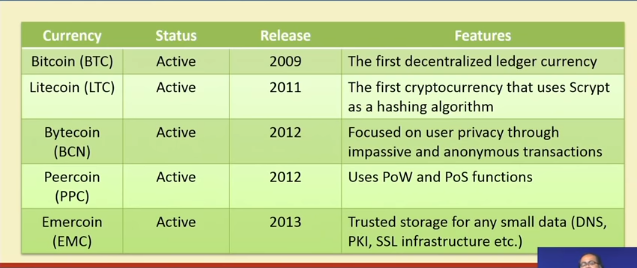 Currency Status Release Features
Bitcoin (BTC) Active 2009 The first decentralized ledger currency
Litecoin (LTC) Active 2011 The first cryptocurrency that uses Scrypt
as a hashing algorithm
Bytecoin Active 2012 Focused on user privacy through
(BCN) impassive and anonymous transactions
Peercoin Active 2012 Uses PoW and PoS functions
(PPC)
Emercoin Active 2013 Trusted storage for any small data (DNS,
(EMC) PKI, SSL infrastructure etc.)